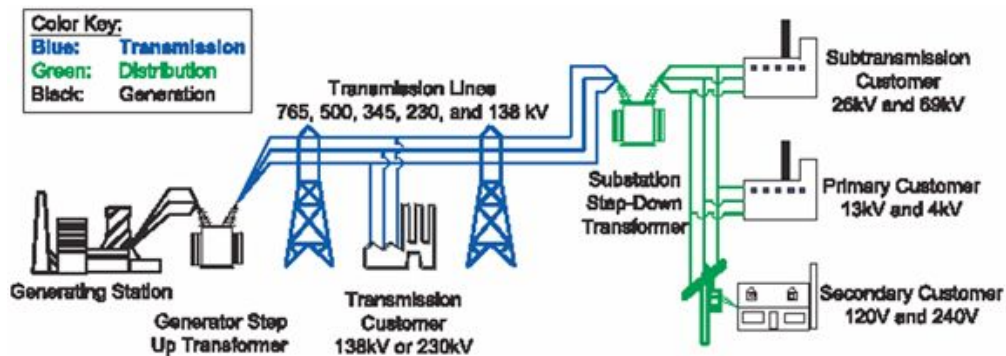 Color Key:
Blue: Transmission
Green: Distribution
Black: Generation
Transmission Lines
765, 500, 345, 230, and 138 kV
Subtransmission
Customer
26kV and 69kV
Substation
Step-Down
Transformer
Primary Customer
13kV and 4kV
Generating Station
Generator Step
Up Transformer
Transmission
Customer
138kV or 230kV
Secondary Customer
120V and 240V